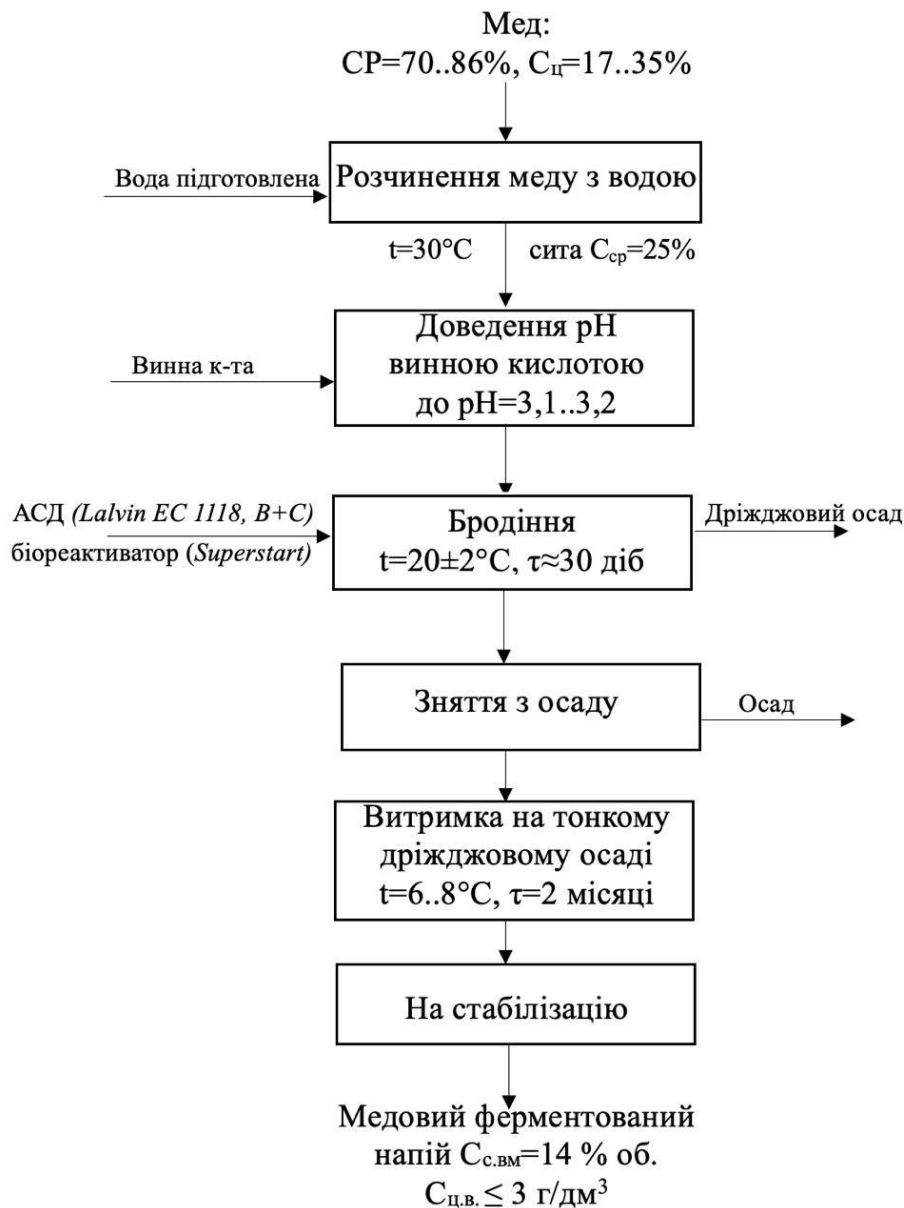 Мед:
СР=70..86%, Сц=17..35%
Вода підготовлена
Розчинення меду з водою
t=30°C
сита Сср=25%
Винна к-та
Доведення рН
винною кислотою
до рН=3,1..3,2
АСД (Lalvin EC 1118, B+C)
біореактиватор (Superstart)
Бродіння
t=20±2°C, τ≈30 діб
Дріжджовий осад
Зняття з осаду
Осад
Витримка на тонкому
дріжджовому осаді
t=6..8°C, τ=2 місяці
На стабілізацію
Медовий ферментований
напій Сс.вм=14 % об.
Сц.в. ≤ 3 г/дм³